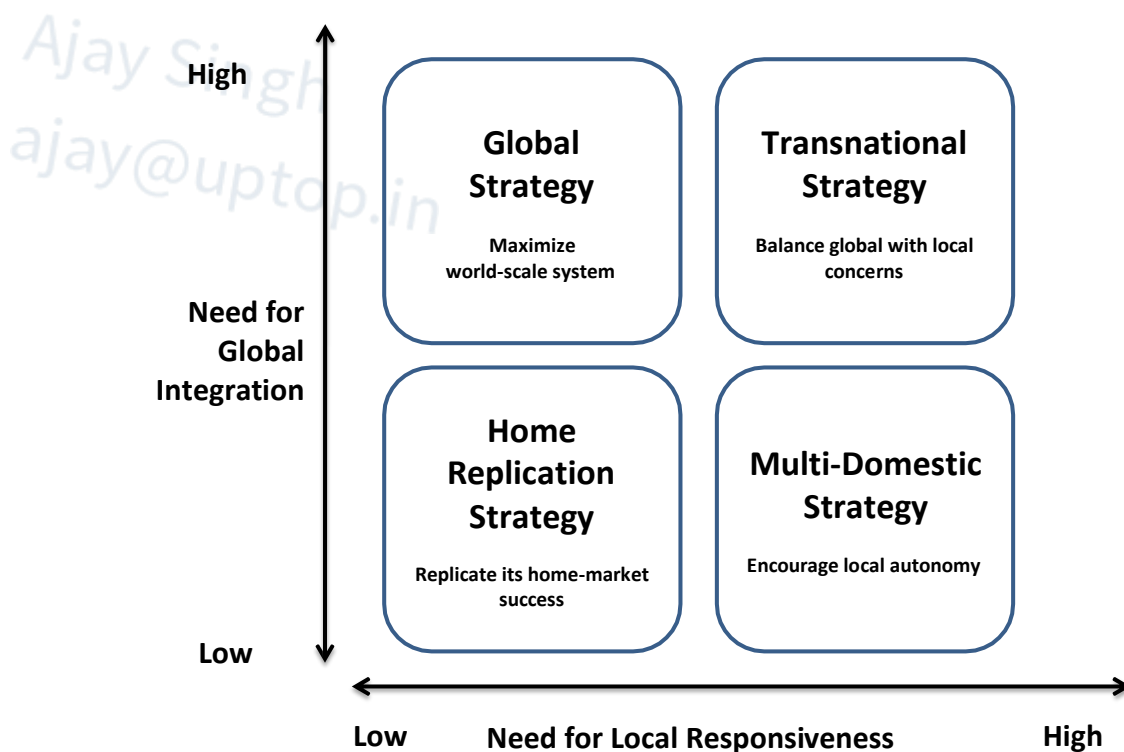 Ajay Singh
ajay@uptop.in
High
Global
Strategy
Maximize
world-scale system
Transnational
Strategy
Balance global with local
concerns
Need for
Global
Integration
Home
Replication
Strategy
Replicate its home-market
success
Multi-Domestic
Strategy
Encourage local autonomy
Low
Low
Need for Local Responsiveness
High